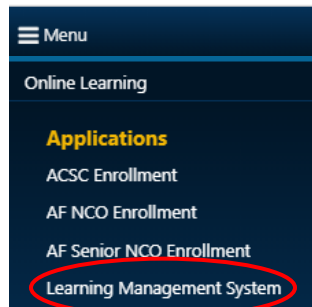 Menu
Online Learning
Applications
ACSC Enrollment
AF NCO Enrollment
AF Senior NCO Enrollment
Learning Management System